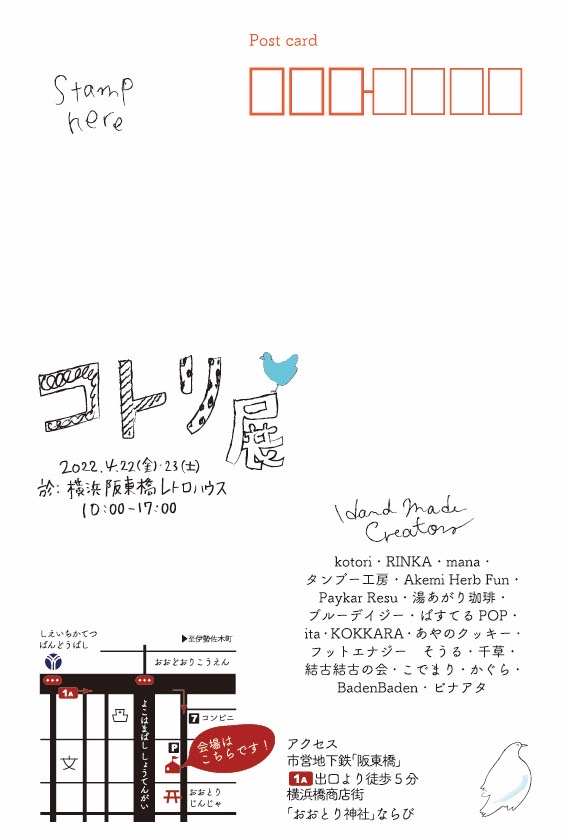 Post card
Stamp
here
コトリ展
2022.4.22(金)・23(土)
於:横浜阪東橋レトロハウス
10:00-17:00
Hand Made
Creators
kotori・RINKA・mana・
タンブー工房・Akemi Herb Fun・
Paykar Resu・湯あがり珈琲・
ブルーデイジー・ばすてるPOP・
ita・KOKKARA・あやのクッキー・
フットエナジー そうる・千草・
結古結古の会・こでまり・かぐら・
BadenBaden・ピナアタ
しえいちかてつ
ばんどうばし
▶至伊勢佐木町
おおどおりこうえん
1A
よこはまばししょうてんがい
7 コンビニ
P
会場は
こちらです!
文
おおとり
じんじゃ
アクセス
市営地下鉄「阪東橋」
1A出口より徒歩5分
横浜橋商店街
「おおとり神社」ならび